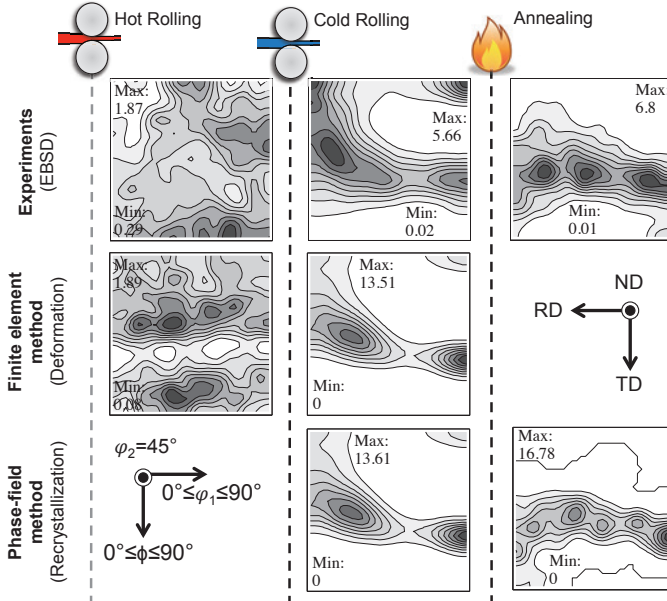 Hot Rolling
Cold Rolling
Annealing
Experiments
(EBSD)
Max:
1.87
Min:
0.29
5.66
Max:
Min:
0.02
Max:
6.8
Min:
0.01
Finite element
method
(Deformation)
Max:
1.89
Min:
0.08
Max:
13.51
Min:
0
ND
RD
TD
Phase-field
method
(Recrystallization)
φ₂=45°
0°≤φ₁≤90°
0°≤ϕ≤90°
Max:
13.61
Min:
0
Max:
16.78
Min:
0